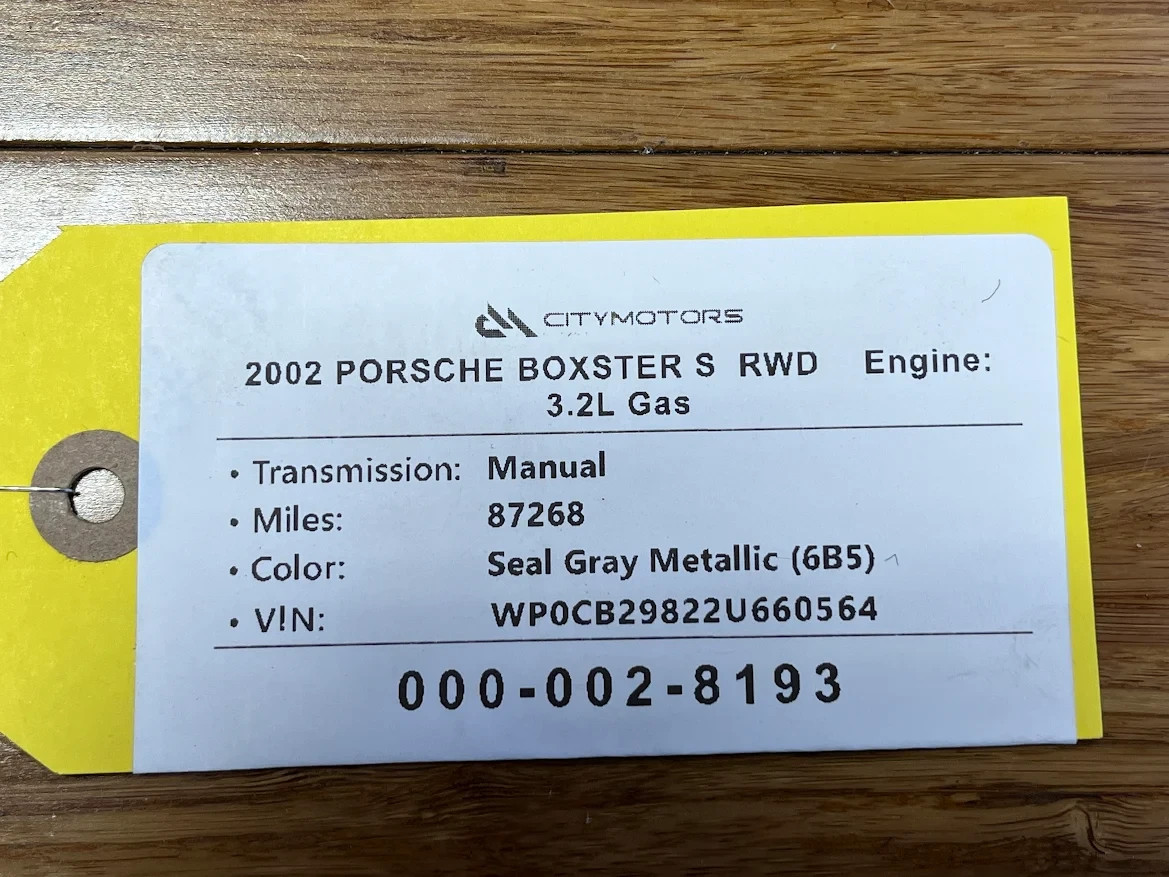 CITYMOTORS
2002 PORSCHE BOXSTER S RWD Engine:
3.2L Gas
• Transmission: Manual
• Miles: 87268
• Color: Seal Gray Metallic (6B5)
• V!N: WP0CB29822U660564
000-002-8193